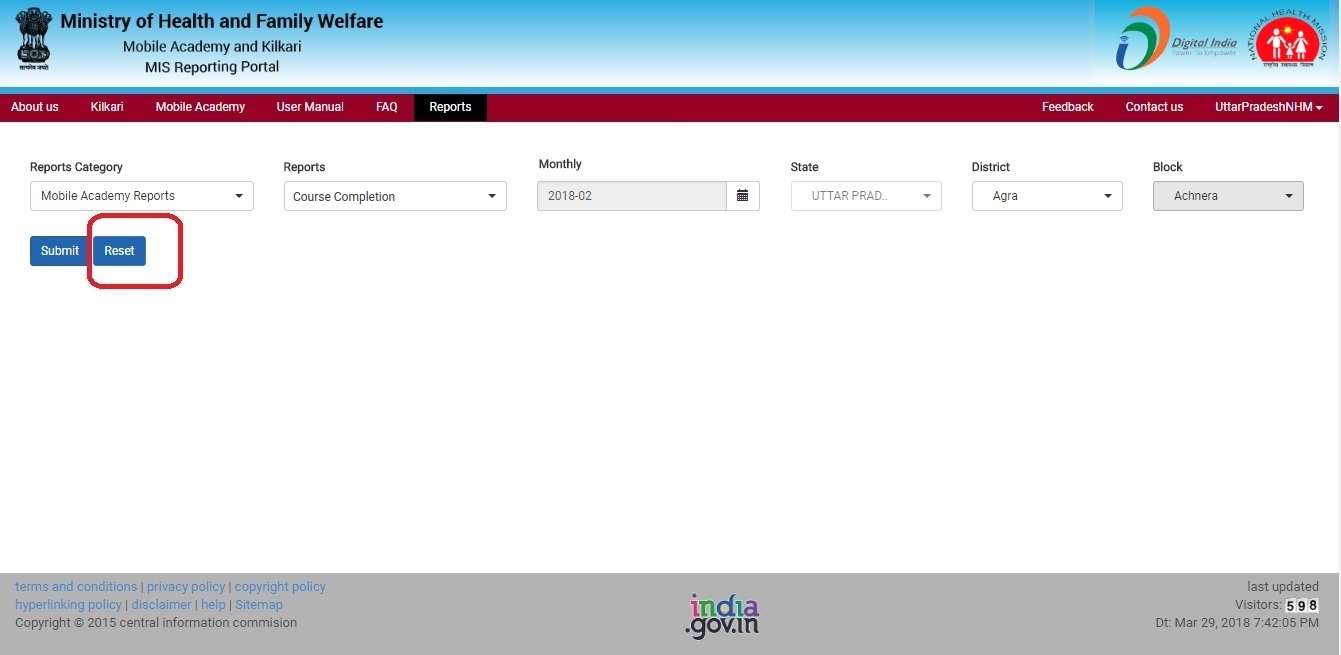 Ministry of Health and Family Welfare
Mobile Academy and Kilkari
MIS Reporting Portal
सत्यमेव जयते
Digital India
Power To Empower
NATIONAL HEALTH MISSION
राष्ट्रीय स्वास्थ्य मिशन
About us Kilkari Mobile Academy User Manual FAQ Reports Feedback Contact us UttarPradeshNHM
Reports Category Reports Monthly State District Block
Mobile Academy Reports Course Completion 2018-02 UTTAR PRAD.. Agra Achnera
Submit Reset
terms and conditions | privacy policy | copyright policy
hyperlinking policy | disclaimer | help | Sitemap
Copyright © 2015 central information commision
india
.gov.in
last updated
Visitors: 598
Dt: Mar 29, 2018 7:42:05 PM